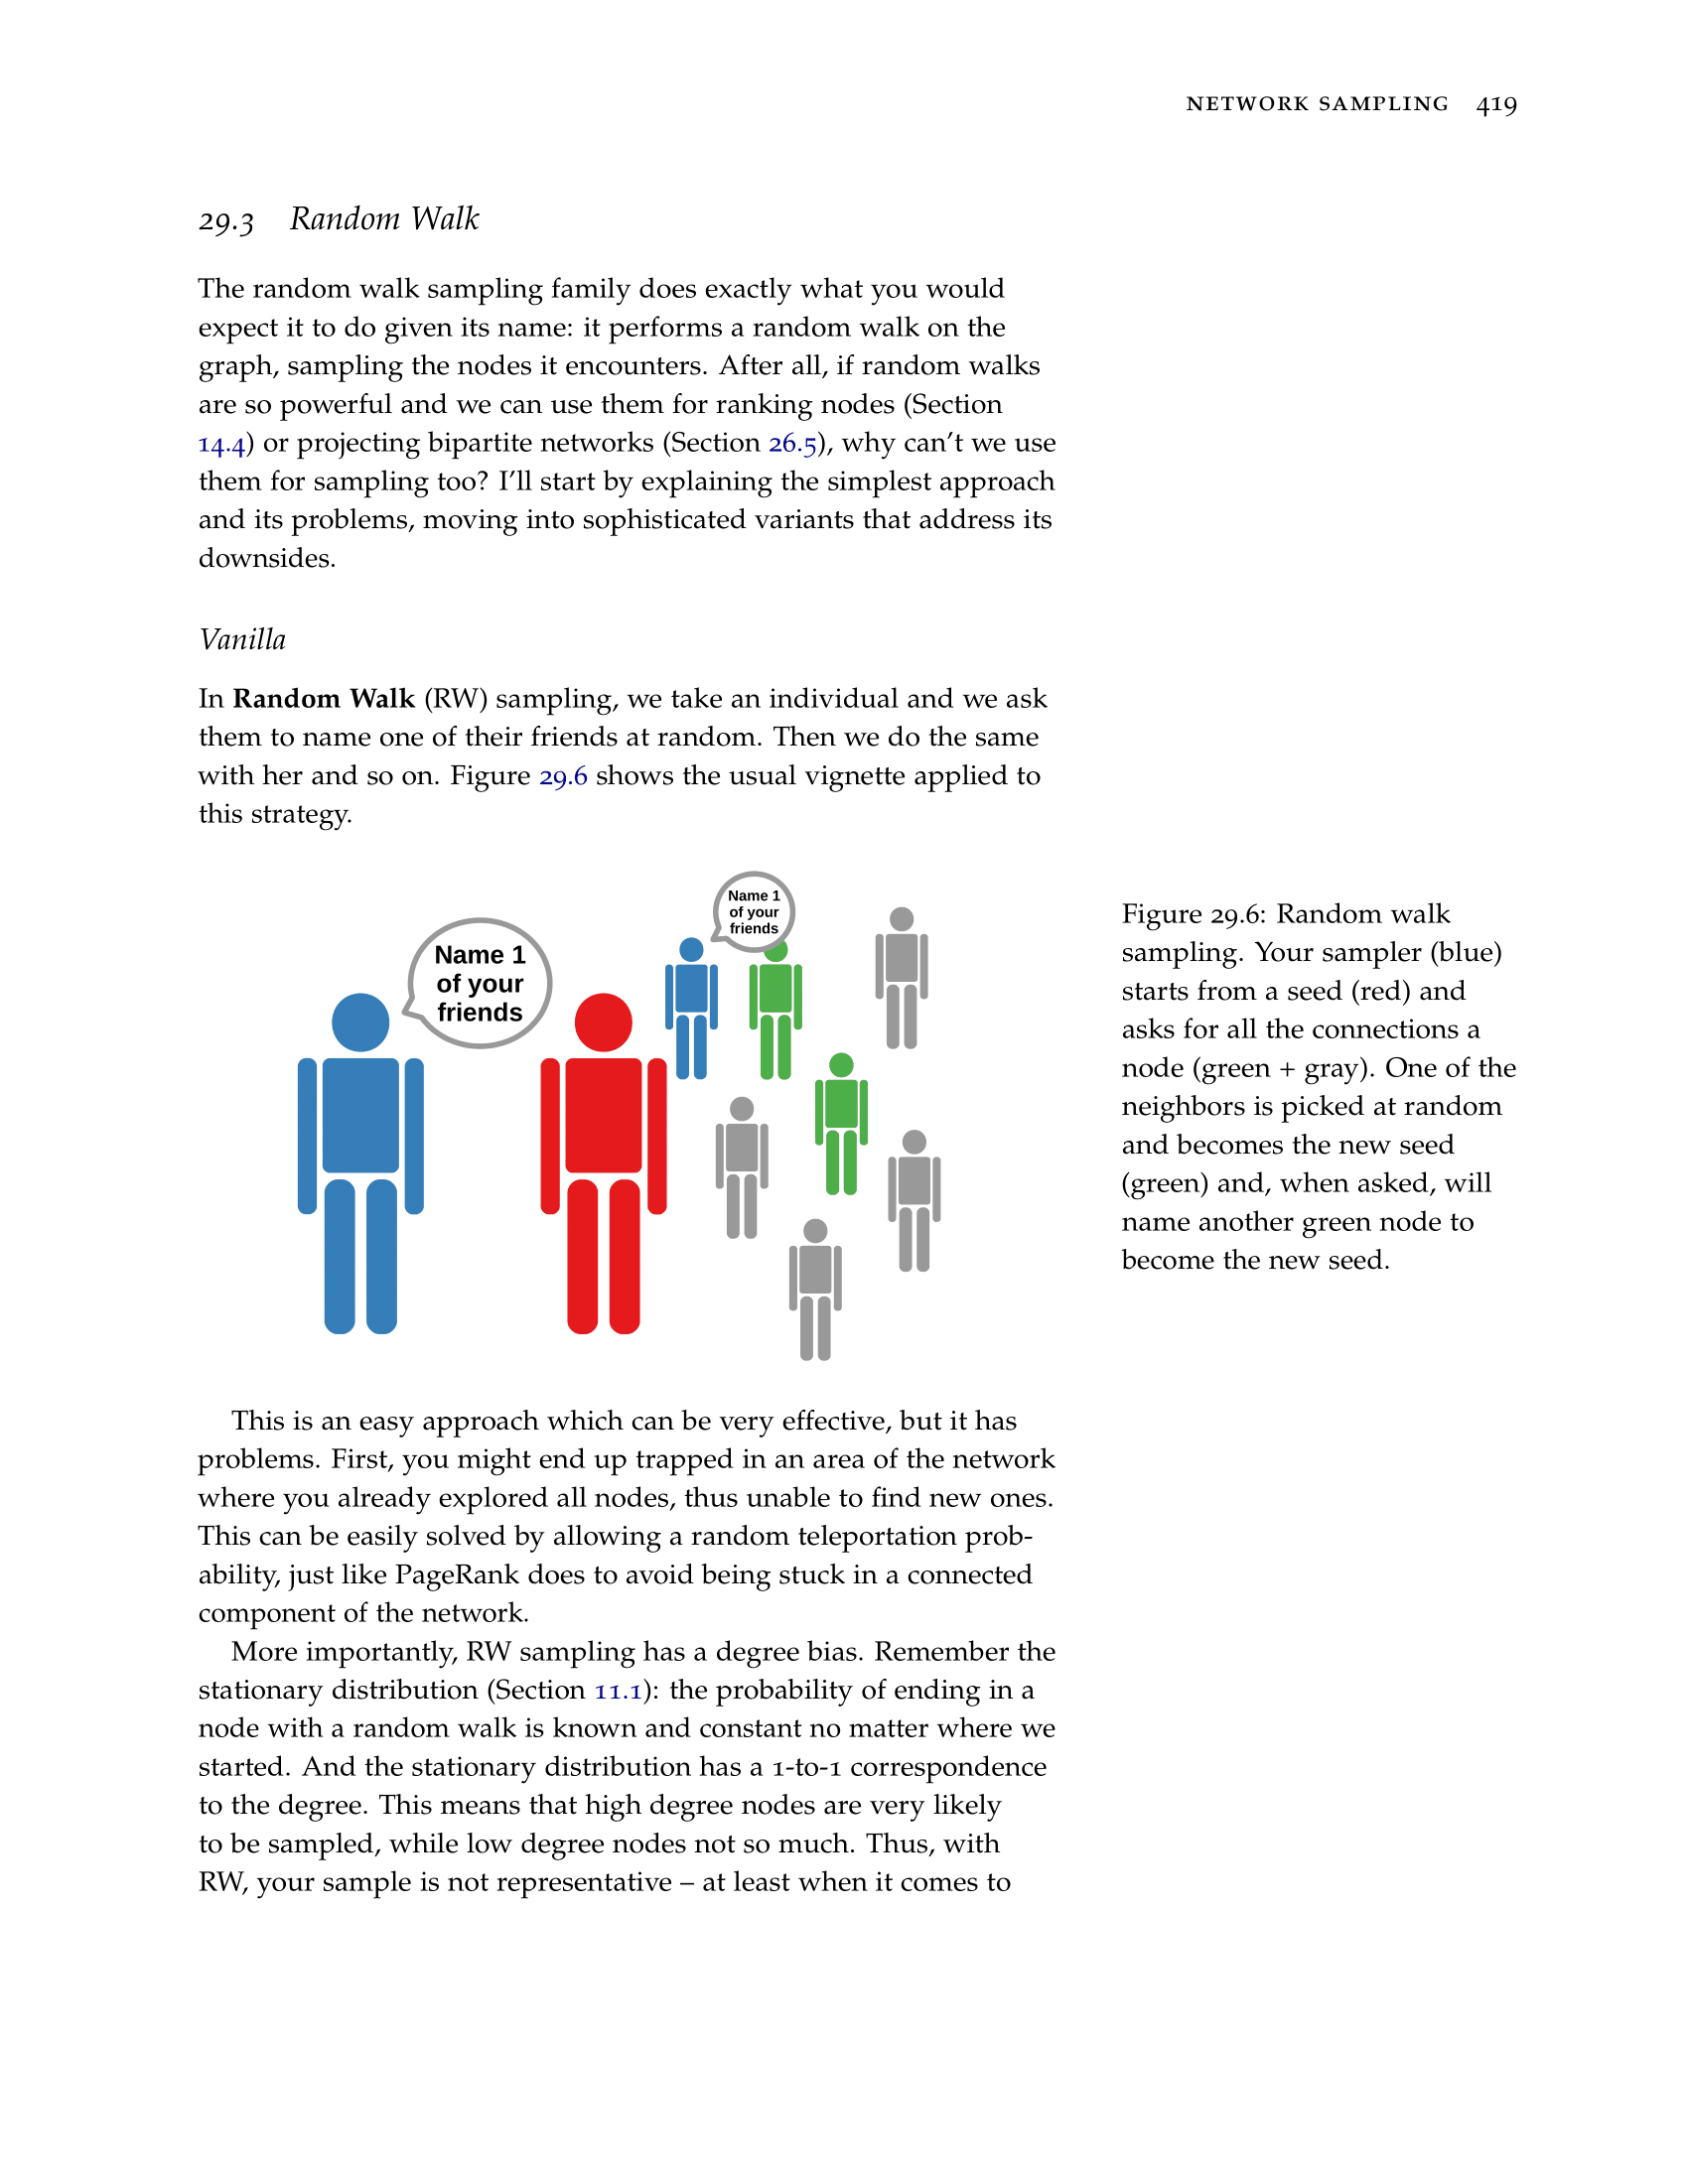 NETWORK SAMPLING 419
29.3 Random Walk
The random walk sampling family does exactly what you would
expect it to do given its name: it performs a random walk on the
graph, sampling the nodes it encounters. After all, if random walks
are so powerful and we can use them for ranking nodes (Section
14.4) or projecting bipartite networks (Section 26.5), why can't we use
them for sampling too? I'll start by explaining the simplest approach
and its problems, moving into sophisticated variants that address its
downsides.
Vanilla
In Random Walk (RW) sampling, we take an individual and we ask
them to name one of their friends at random. Then we do the same
with her and so on. Figure 29.6 shows the usual vignette applied to
this strategy.
Name 1
of your
friends
Name 1
of your
friends
Figure 29.6: Random walk
sampling. Your sampler (blue)
starts from a seed (red) and
asks for all the connections a
node (green + gray). One of the
neighbors is picked at random
and becomes the new seed
(green) and, when asked, will
name another green node to
become the new seed.
This is an easy approach which can be very effective, but it has
problems. First, you might end up trapped in an area of the network
where you already explored all nodes, thus unable to find new ones.
This can be easily solved by allowing a random teleportation prob-
ability, just like PageRank does to avoid being stuck in a connected
component of the network.
More importantly, RW sampling has a degree bias. Remember the
stationary distribution (Section 11.1): the probability of ending in a
node with a random walk is known and constant no matter where we
started. And the stationary distribution has a 1-to-1 correspondence
to the degree. This means that high degree nodes are very likely
to be sampled, while low degree nodes not so much. Thus, with
RW, your sample is not representative – at least when it comes to